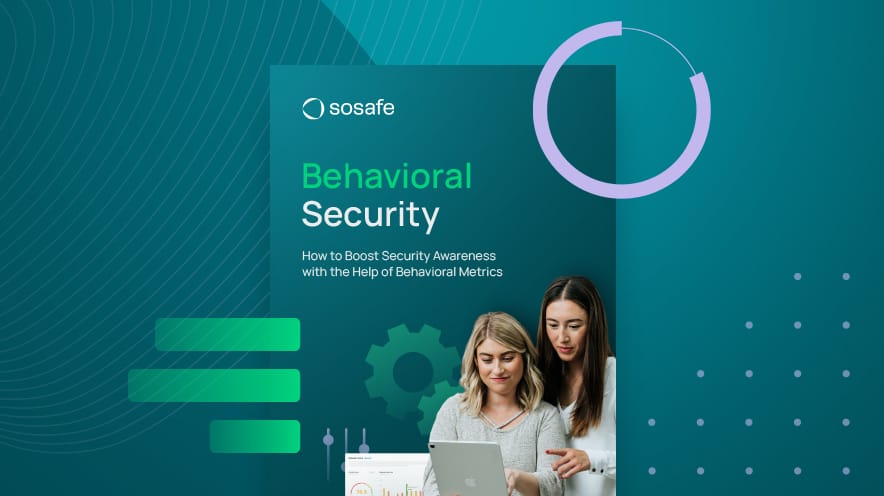 sosafe
Behavioral
Security
How to Boost Security Awareness
with the Help of Behavioral Metrics